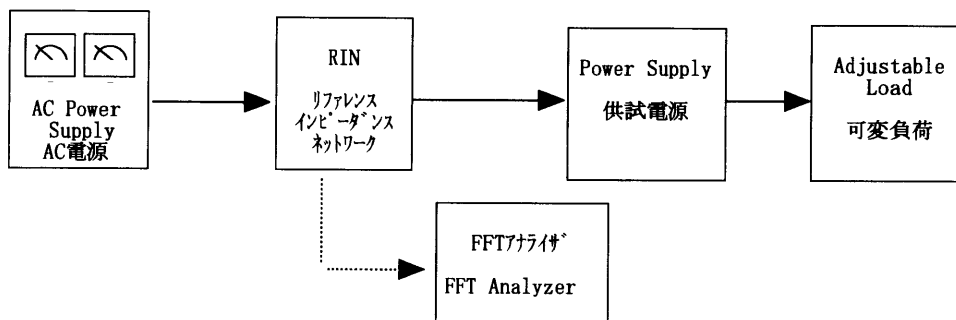 AC Power
Supply
AC電源
RIN
リファレンス
インピーダンス
ネットワーク
Power Supply
供試電源
Adjustable
Load
可変負荷
FFTアナライザ
FFT Analyzer